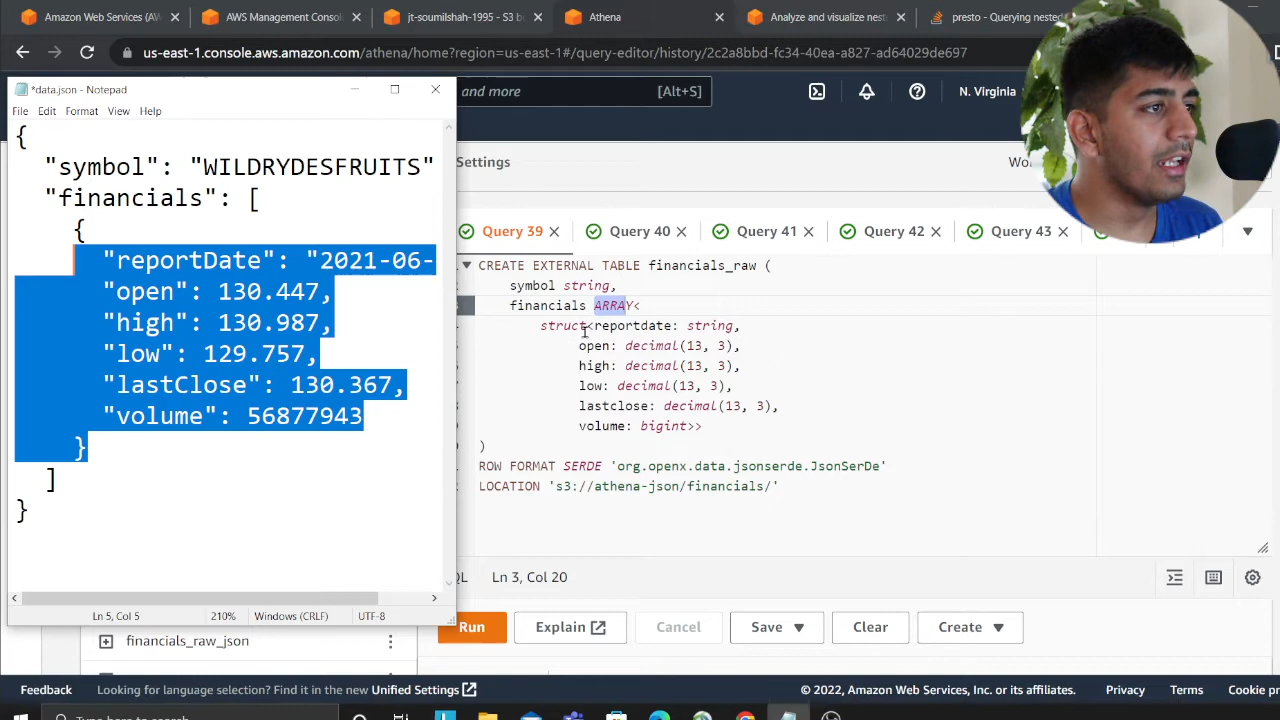 Amazon Web Services (AW
AWS Management Consol
jt-soumilshah-1995 - S3 b
Athena
Analyze and visualize nest
presto - Querying nested
us-east-1.console.aws.amazon.com/athena/home?region=us-east-1#/query-editor/history/2c2a8bbd-fc34-40ea-a827-ad64029de697
*data.json - Notepad
and more
[Alt+S]
N. Virginia
File Edit Format View Help
{
"symbol": "WILDRYDESFRUITS"
"financials": [
{
"reportDate": "2021-06-
"open": 130.447,
"high": 130.987,
"low": 129.757,
"lastClose": 130.367,
"volume": 56877943
}
]
}
Ln 5, Col 5
210%
Windows (CRLF)
UTF-8
Settings
Wor
Query 39
Query 40
Query 41
Query 42
Query 43
CREATE EXTERNAL TABLE financials_raw (
symbol string,
financials ARRAY<
struct<reportdate: string,
open: decimal(13, 3),
high: decimal(13, 3),
low: decimal(13, 3),
lastclose: decimal(13, 3),
volume: bigint>>
)
ROW FORMAT SERDE 'org.openx.data.jsonserde.JsonSerDe'
LOCATION 's3://athena-json/financials/'
QL
Ln 3, Col 20
Run
Explain
Cancel
Save
Clear
Create
financials_raw_json
Feedback
Looking for language selection? Find it in the new Unified Settings
© 2022, Amazon Web Services, Inc. or its affiliates.
Privacy
Terms
Cookie pr
Type here to search